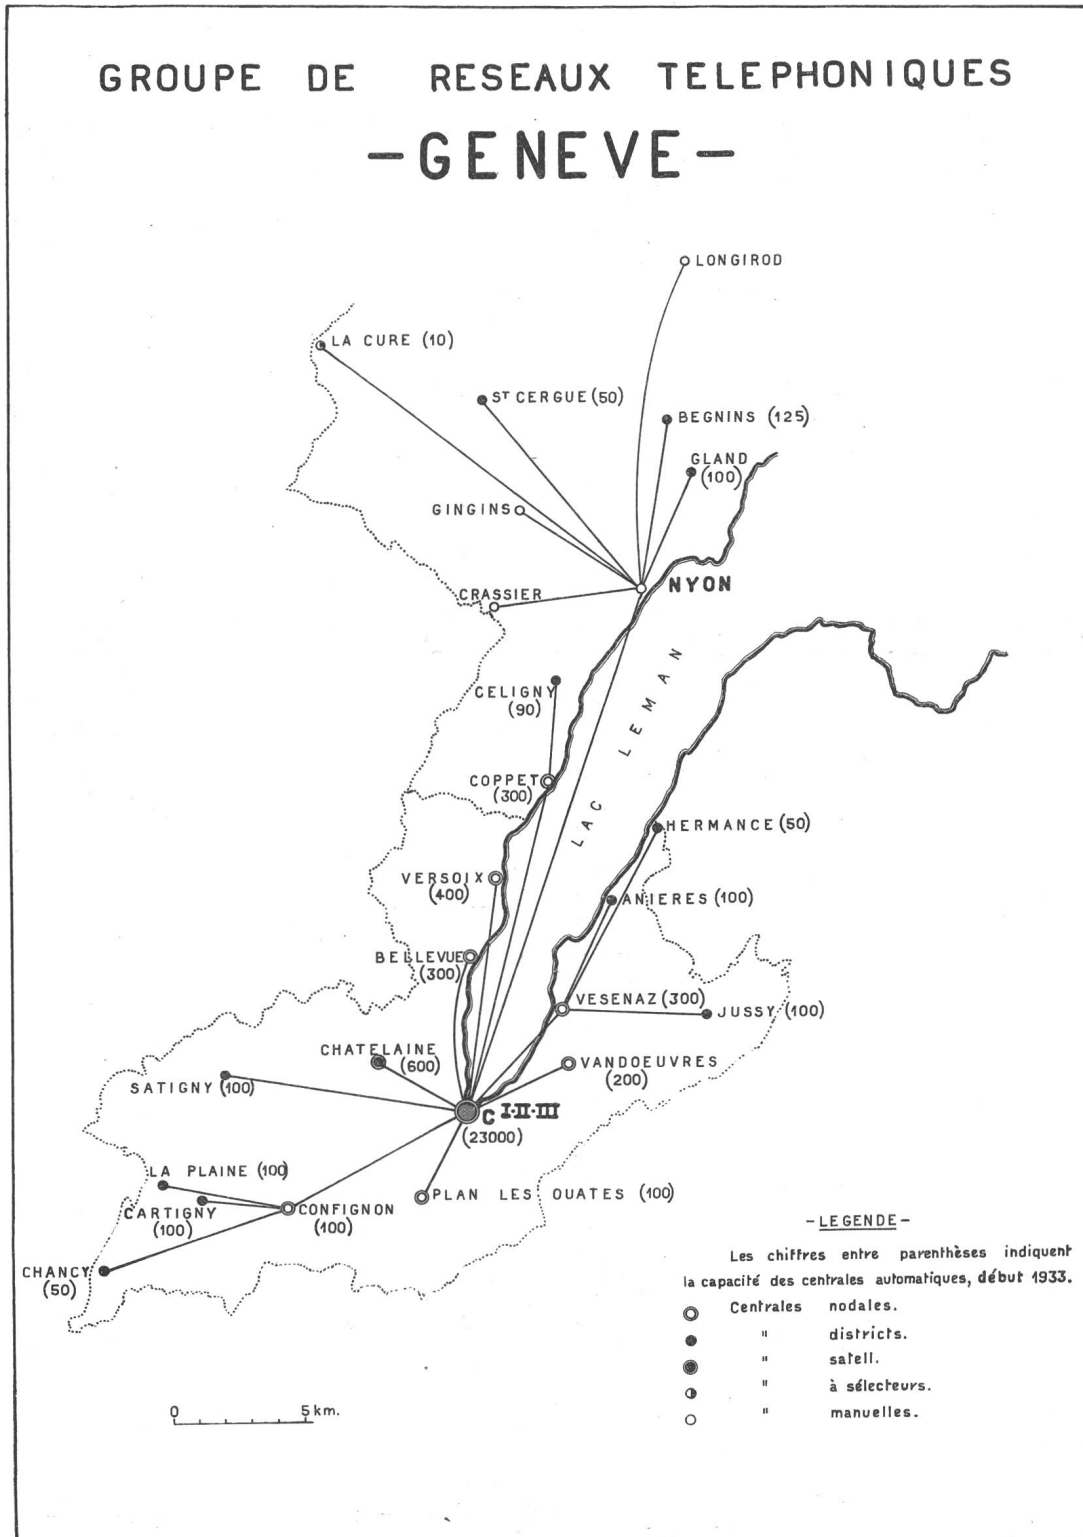 GROUPE DE RESEAUX TELEPHONIQUES
-GENEVE-
LONGIROD
LA CURE (10)
ST CERGUE (50)
BEGNINS (125)
GLAND
(100)
GINGINS
NYON
CRASSIER
CELIGNY
(90)
LAC LEMAN
COPPET
(300)
HERMANCE (50)
VERSOIX
(400)
ANIERES (100)
BELLEVUE
(300)
VESENAZ (300)
JUSSY (100)
CHATELAINE
(600)
VANDOEUVRES
(200)
SATIGNY (100)
C I·II·III
(23000)
LA PLAINE (100)
PLAN LES OUATES (100)
CARTIGNY
(100)
CONFIGNON
(100)
CHANCY
(50)
-LEGENDE-
Les chiffres entre parenthèses indiquent
la capacité des centrales automatiques, début 1933.
Centrales nodales.
" districts.
" satell.
" à sélecteurs.
" manuelles.
0 5 km.